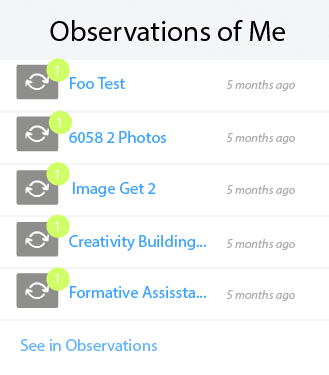 Observations of Me
1
Foo Test
5 months ago
1
6058 2 Photos
5 months ago
1
Image Get 2
5 months ago
1
Creativity Building...
5 months ago
1
Formative Assissta...
5 months ago
See in Observations